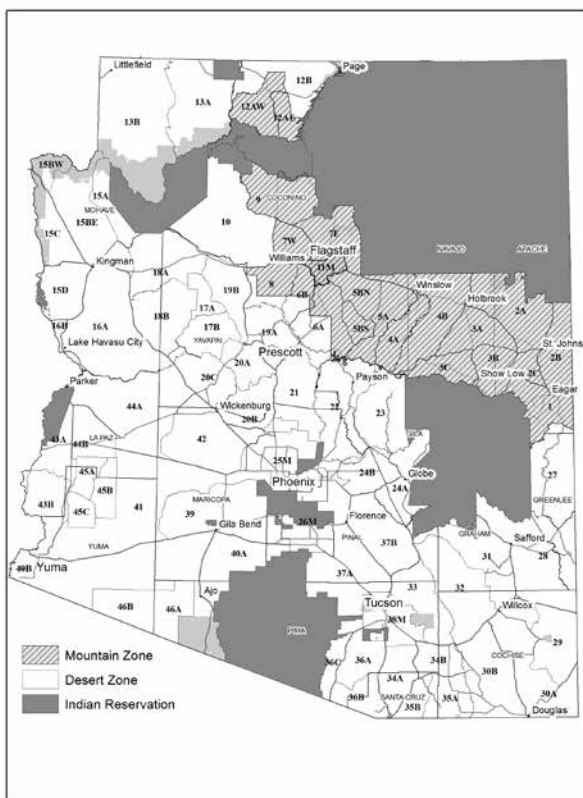 Littlefield
Page
12B
13A
12AW
12AE
13B
15BW
9
COCONINO
15A
MOHAVE
10
15BE
7W
7E
15C
Flagstaff
NAVAJO
APACHE
Williams
11M
Kingman
18A
Winslow
8
6B
5BN
Holbrook
2A
15D
19B
17A
5A
4B
3A
St. Johns
16B
16A
18B
17B
YAVAPAI
19A
6A
5BS
4A
3B
2B
Lake Havasu City
Prescott
3C
Show Low
2C
20A
Eagar
Parker
20C
Payson
1
44A
Wickenburg
21
22
23
20B
43A
LA PAZ
44B
42
GILA
27
45A
25M
24B
Globe
Phoenix
GREENLEE
43B
45B
45C
41
MARICOPA
39
24A
Florence
GRAHAM
Safford
Gila Bend
26M
PINAL
31
YUMA
37B
28
Yuma
40B
40A
37A
33
32
Ajo
Tucson
Willcox
46B
46A
38M
PIMA
29
COCHISE
Mountain Zone
36C
36A
34B
30B
Desert Zone
34A
36B
SANTA CRUZ
35A
30A
Indian Reservation
35B
Douglas